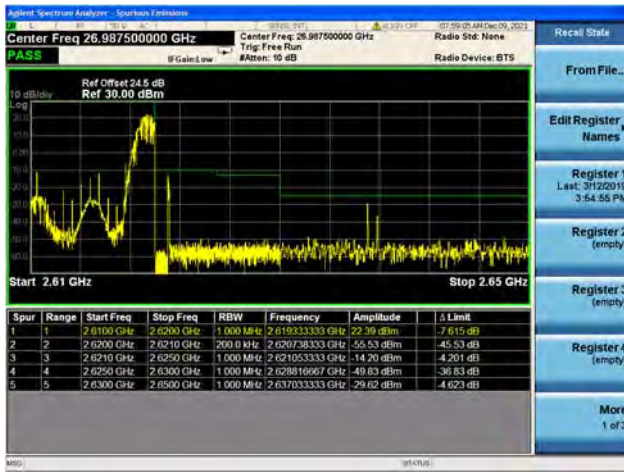 Agilent Spectrum Analyzer - Spurious Emissions
ALIGN OFF 07:59:05 AM Dec 09, 2021
Center Freq 26.987500000 GHz
Center Freq: 26.987500000 GHz
Radio Std: None
Trig: Free Run
PASS
IFGain:Low
#Atten: 10 dB
Radio Device: BTS
Ref Offset 24.5 dB
10 dB/div
Ref 30.00 dBm
Log
Start 2.61 GHz
Stop 2.65 GHz
Spur Range Start Freq Stop Freq RBW Frequency Amplitude Δ Limit
1 1 2.6100 GHz 2.6200 GHz 1.000 MHz 2.619333333 GHz 22.39 dBm -7.615 dB
2 2 2.6200 GHz 2.6210 GHz 200.0 kHz 2.620738333 GHz -55.53 dBm -45.53 dB
3 3 2.6210 GHz 2.6250 GHz 1.000 MHz 2.621053333 GHz -14.20 dBm -4.201 dB
4 4 2.6250 GHz 2.6300 GHz 1.000 MHz 2.628816667 GHz -49.83 dBm -36.83 dB
5 5 2.6300 GHz 2.6500 GHz 1.000 MHz 2.637033333 GHz -29.62 dBm -4.623 dB
MSG
STATUS
Recall State
From File...
Edit Register
Names
Register 1
Last: 3/12/2019
3:54:55 PM
Register 2
(empty)
Register 3
(empty)
Register 4
(empty)
More
1 of 3